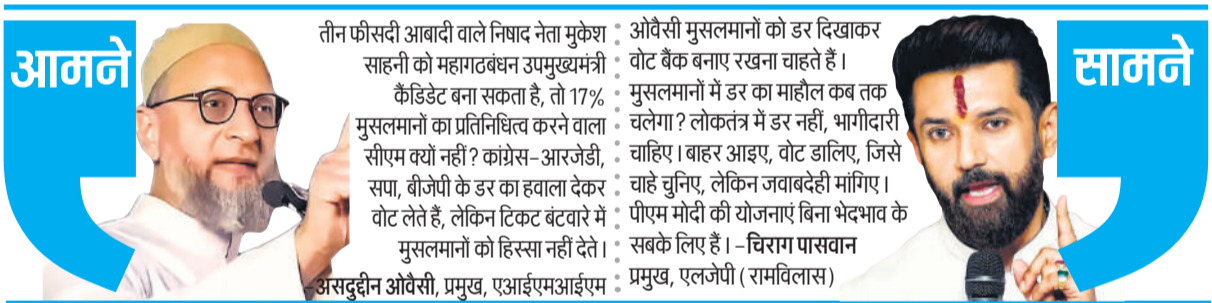 आमने
तीन फीसदी आबादी वाले निषाद नेता मुकेश
साहनी को महागठबंधन उपमुख्यमंत्री
कैंडिडेट बना सकता है, तो 17%
मुसलमानों का प्रतिनिधित्व करने वाला
सीएम क्यों नहीं? कांग्रेस-आरजेडी,
सपा, बीजेपी के डर का हवाला देकर
वोट लेते हैं, लेकिन टिकट बंटवारे में
मुसलमानों को हिस्सा नहीं देते।
-असदुद्दीन ओवैसी, प्रमुख, एआईएमआईएम
ओवैसी मुसलमानों को डर दिखाकर
वोट बैंक बनाए रखना चाहते हैं।
मुसलमानों में डर का माहौल कब तक
चलेगा? लोकतंत्र में डर नहीं, भागीदारी
चाहिए। बाहर आइए, वोट डालिए, जिसे
चाहे चुनिए, लेकिन जवाबदेही मांगिए।
पीएम मोदी की योजनाएं बिना भेदभाव के
सबके लिए हैं। -चिराग पासवान
प्रमुख, एलजेपी (रामविलास)
सामने